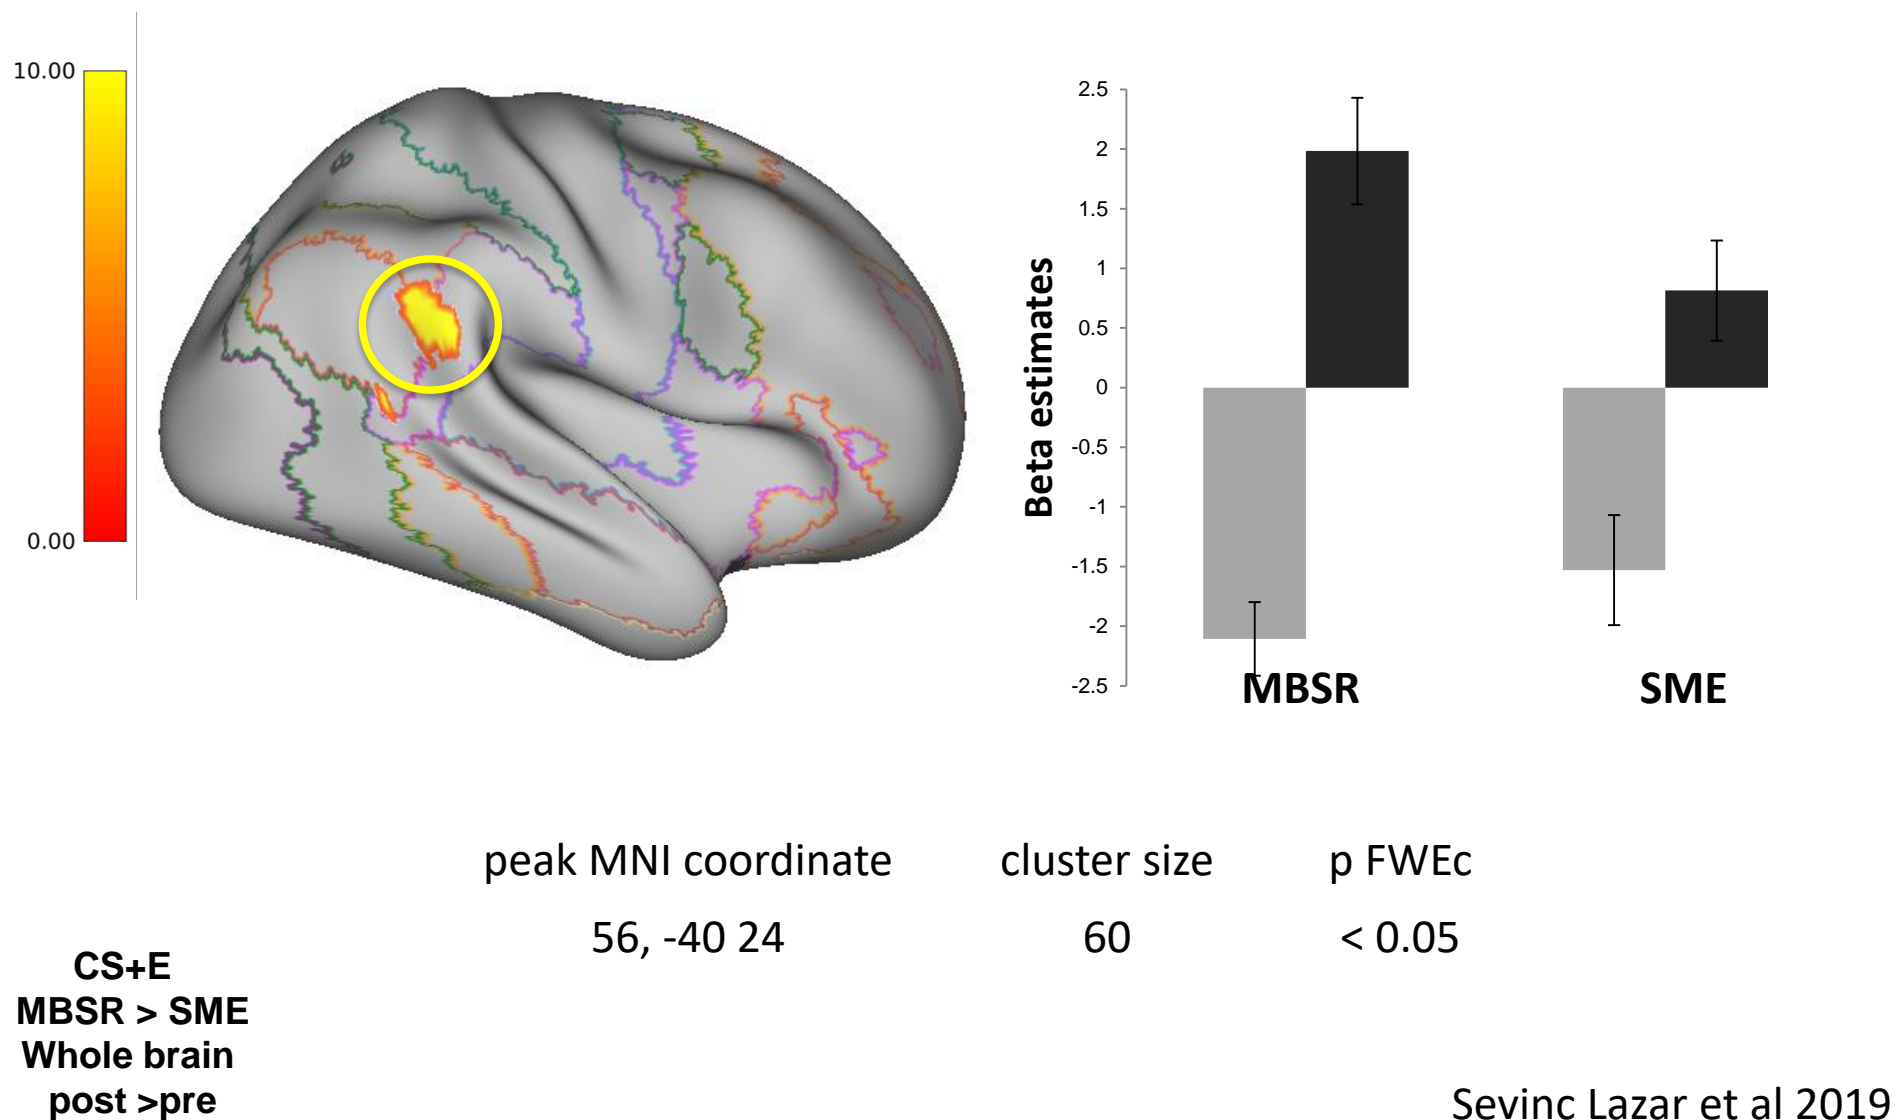 10.00
0.00
2.5
2
1.5
1
0.5
0
-0.5
-1
-1.5
-2
-2.5
Beta estimates
MBSR
SME
peak MNI coordinate cluster size p FWEc
56, -40 24 60 < 0.05
CS+E
MBSR > SME
Whole brain
post >pre
Sevinc Lazar et al 2019